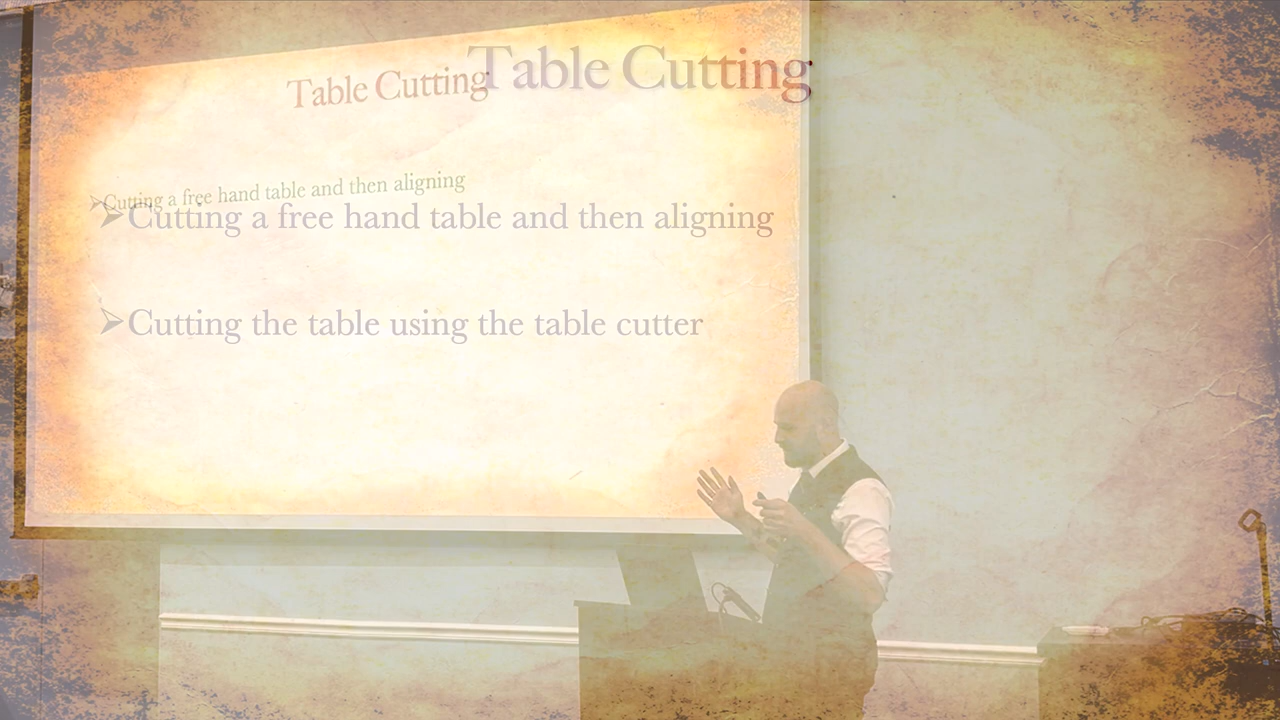 Table Cutting
Table Cutting
➢Cutting a free hand table and then aligning
➢Cutting a free hand table and then aligning
➢Cutting the table using the table cutter